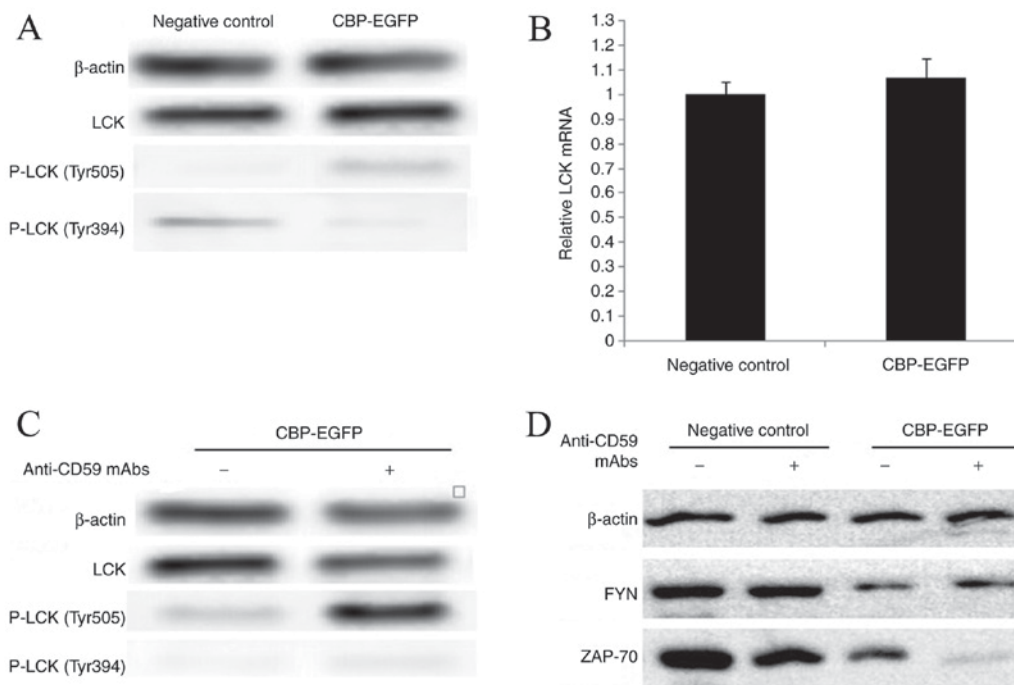 A
Negative control CBP-EGFP
β-actin
LCK
P-LCK (Tyr505)
P-LCK (Tyr394)
B
Relative LCK mRNA
1.3
1.2
1.1
1
0.9
0.8
0.7
0.6
0.5
0.4
0.3
0.2
0.1
0
Negative control CBP-EGFP
C
CBP-EGFP
Anti-CD59 mAbs − +
β-actin
LCK
P-LCK (Tyr505)
P-LCK (Tyr394)
D
Negative control CBP-EGFP
Anti-CD59
mAbs − + − +
β-actin
FYN
ZAP-70